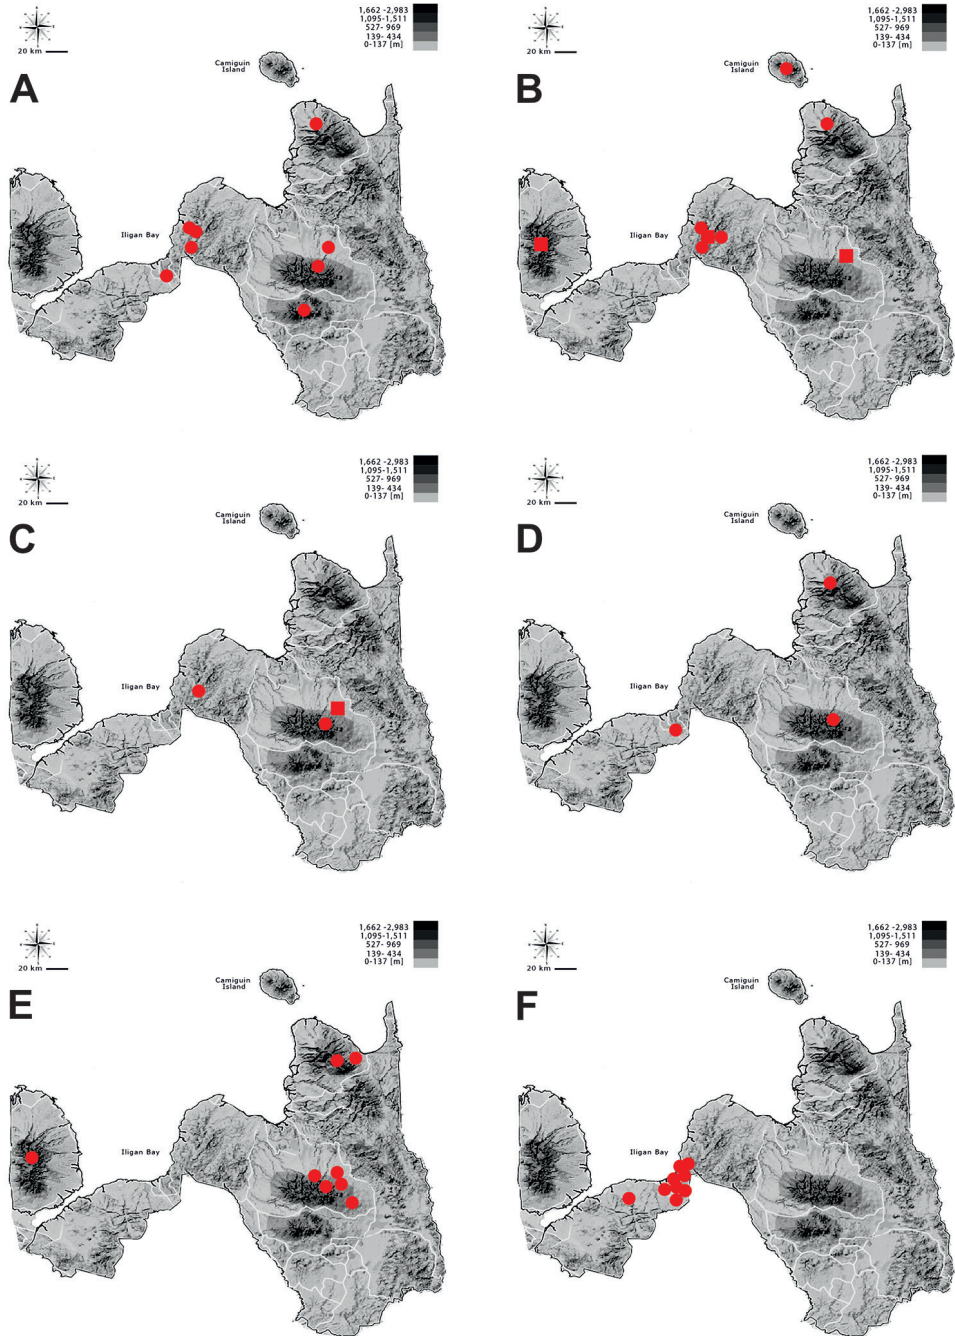 1,662 -2,983
1,095-1,511
527- 969
139- 434
0-137 [m]
20 km
A
Camiguin
Island
Iligan Bay
1,662 -2,983
1,095-1,511
527- 969
139- 434
0-137 [m]
20 km
B
Camiguin
Island
Iligan Bay
1,662 -2,983
1,095-1,511
527- 969
139- 434
0-137 [m]
20 km
C
Camiguin
Island
Iligan Bay
1,662 -2,983
1,095-1,511
527- 969
139- 434
0-137 [m]
20 km
D
Camiguin
Island
Iligan Bay
1,662 -2,983
1,095-1,511
527- 969
139- 434
0-137 [m]
20 km
E
Camiguin
Island
Iligan Bay
1,662 -2,983
1,095-1,511
527- 969
139- 434
0-137 [m]
20 km
F
Camiguin
Island
Iligan Bay